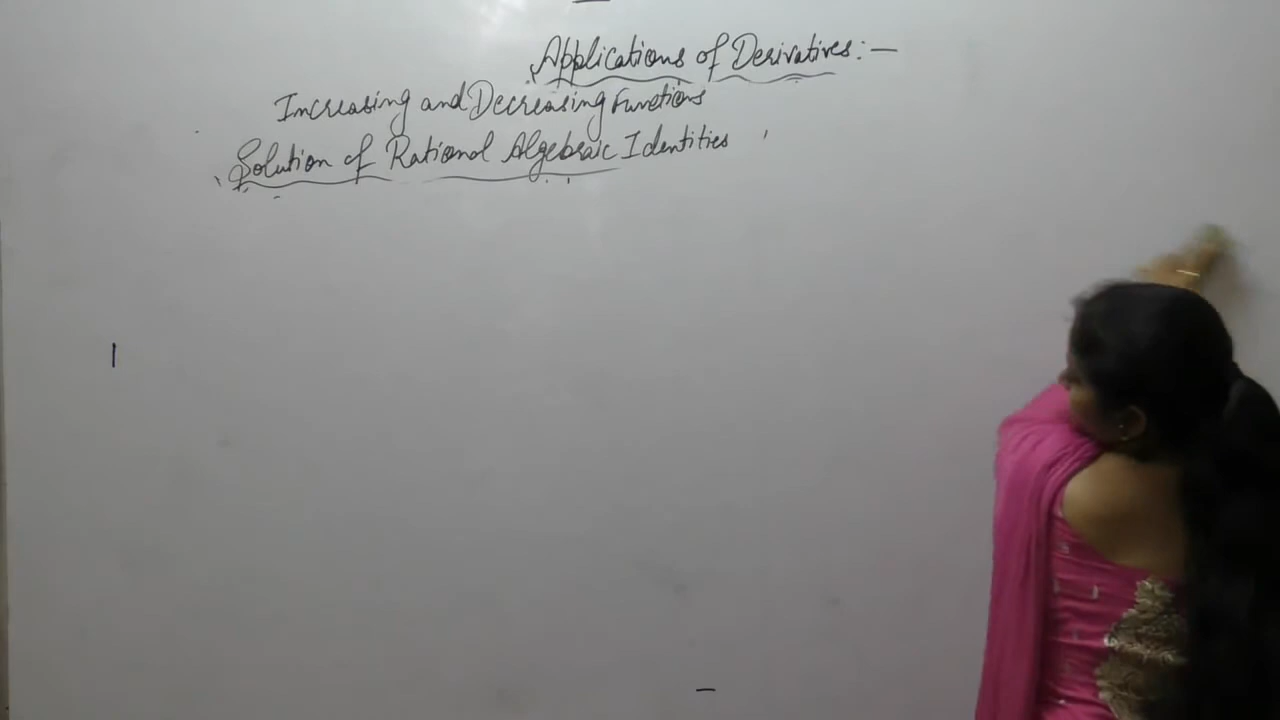 Applications of Derivatives:—
Increasing and Decreasing Functions
Solution of Rational Algebraic Identities